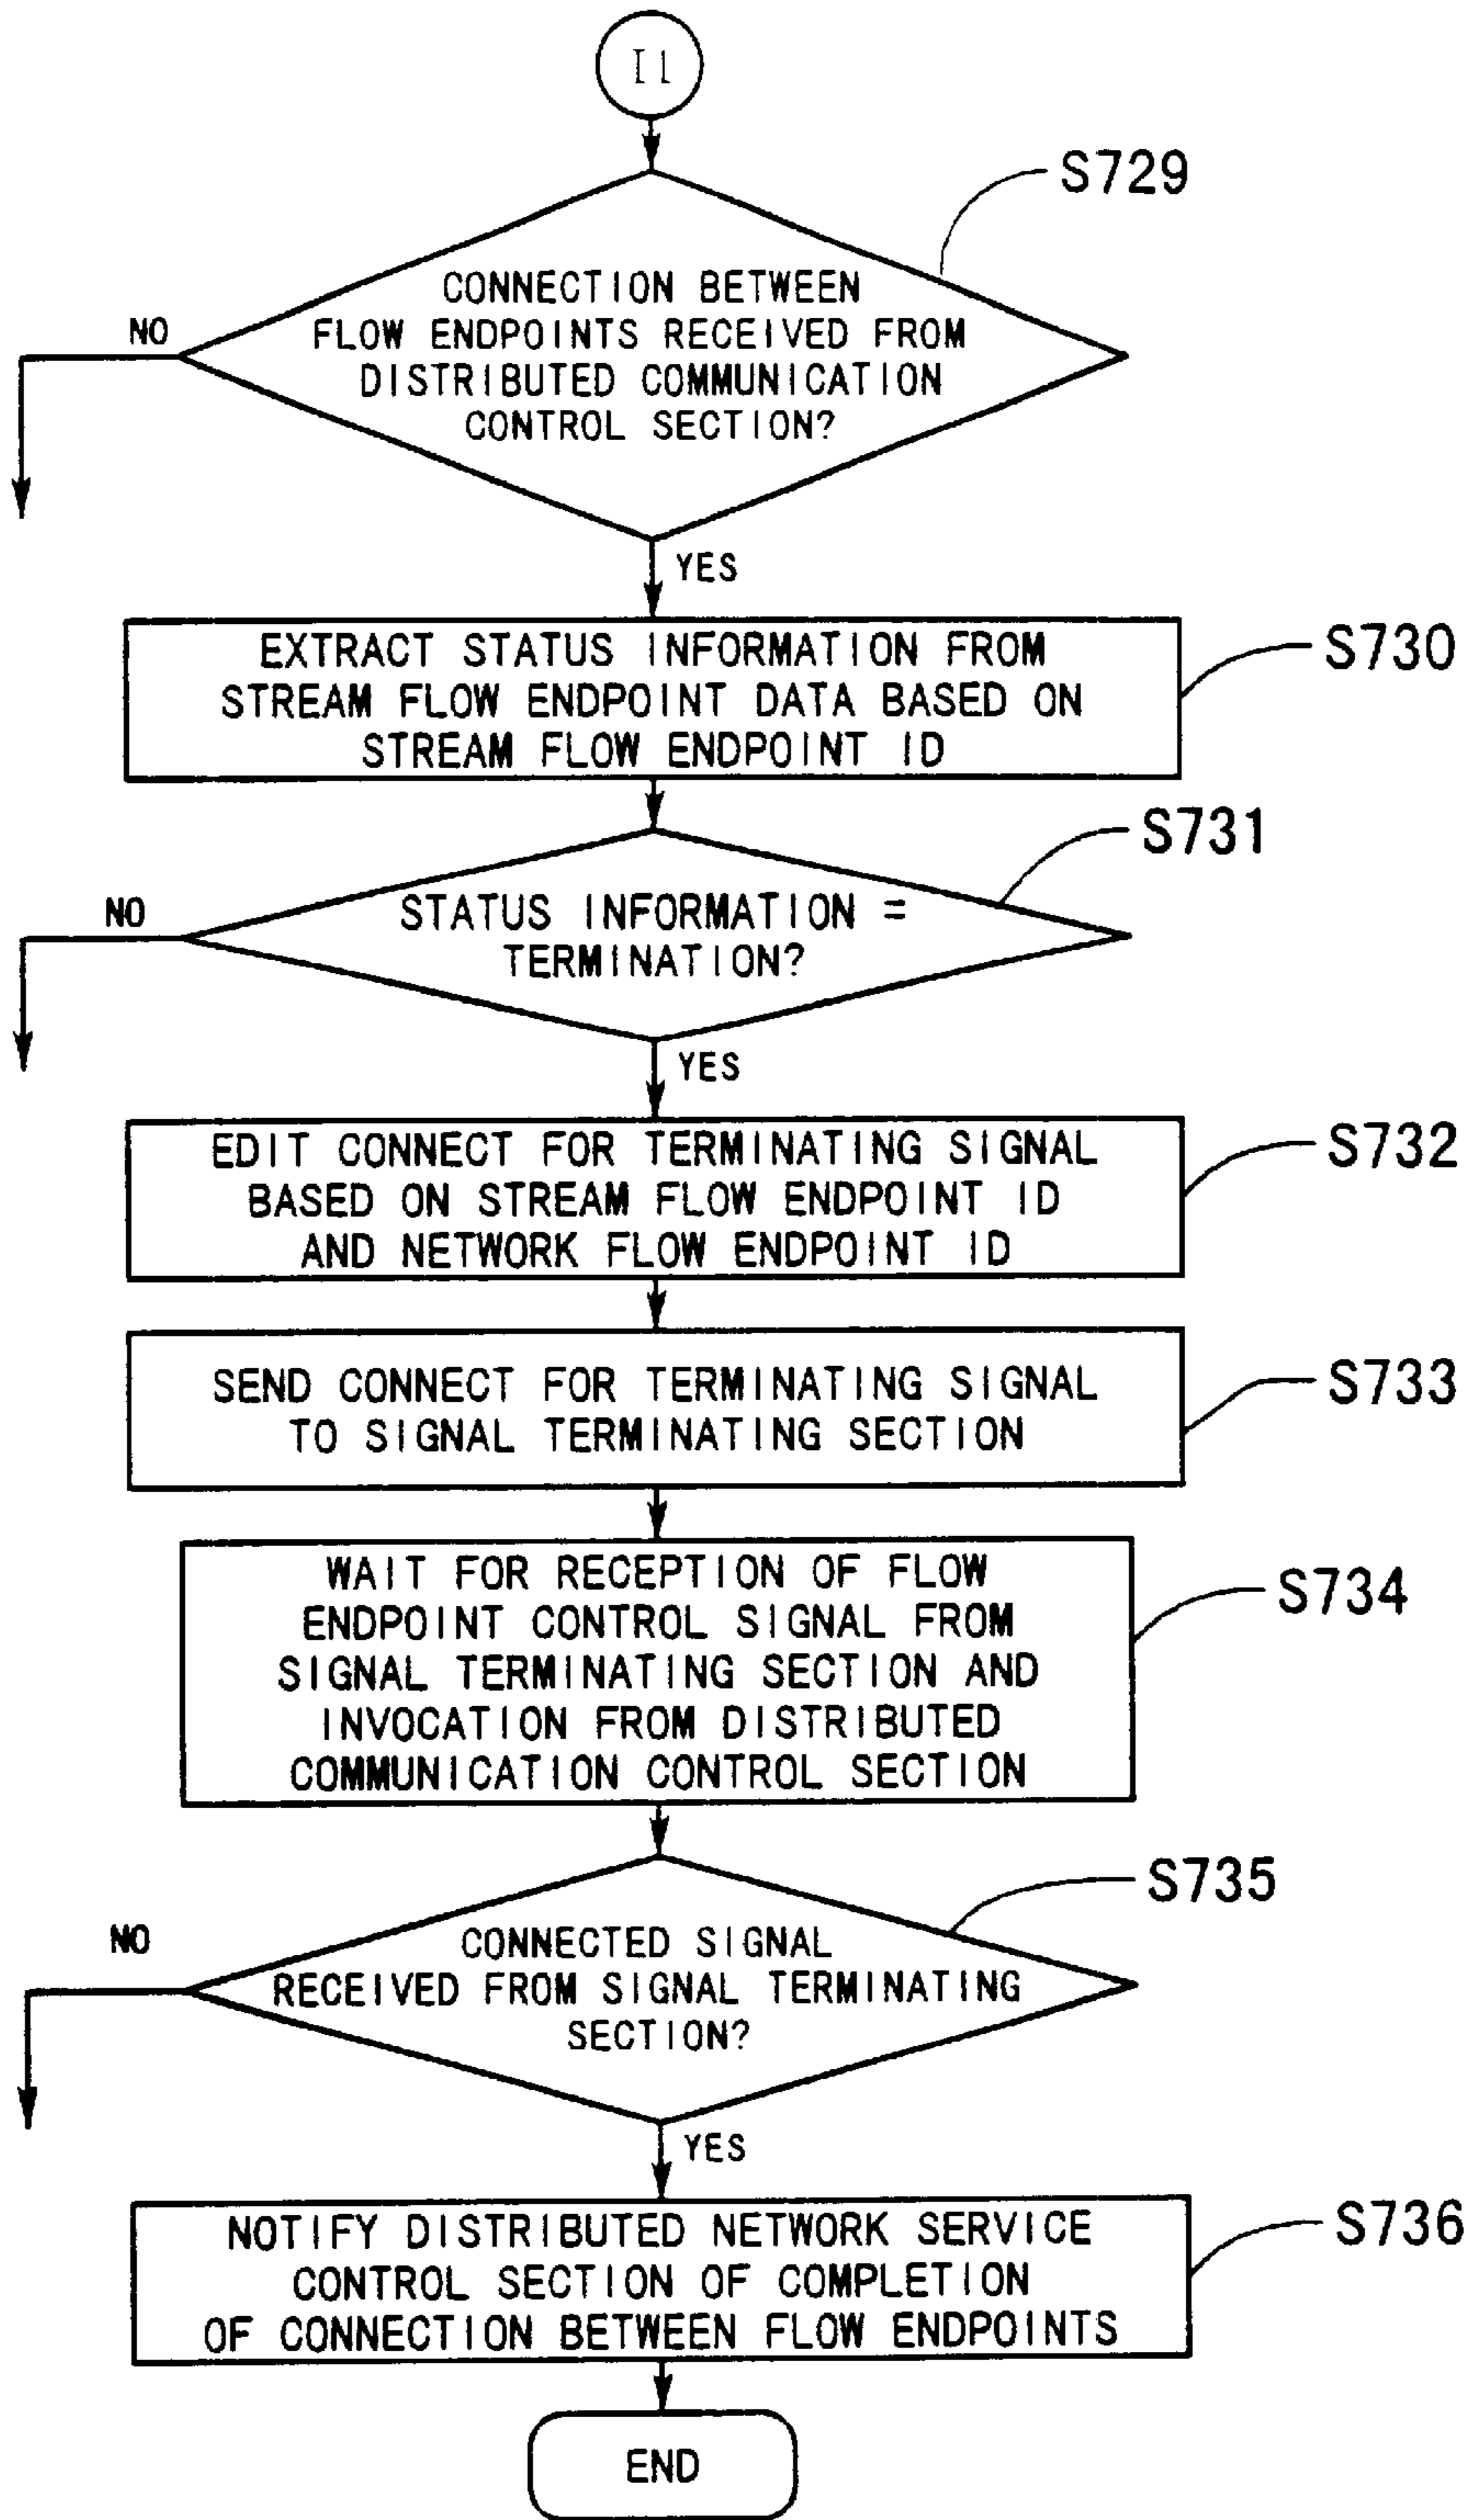 I1
S729
CONNECTION BETWEEN
FLOW ENDPOINTS RECEIVED FROM
DISTRIBUTED COMMUNICATION
CONTROL SECTION?
NO
YES
EXTRACT STATUS INFORMATION FROM
STREAM FLOW ENDPOINT DATA BASED ON
STREAM FLOW ENDPOINT ID
S730
S731
STATUS INFORMATION =
TERMINATION?
NO
YES
EDIT CONNECT FOR TERMINATING SIGNAL
BASED ON STREAM FLOW ENDPOINT ID
AND NETWORK FLOW ENDPOINT ID
S732
SEND CONNECT FOR TERMINATING SIGNAL
TO SIGNAL TERMINATING SECTION
S733
WAIT FOR RECEPTION OF FLOW
ENDPOINT CONTROL SIGNAL FROM
SIGNAL TERMINATING SECTION AND
INVOCATION FROM DISTRIBUTED
COMMUNICATION CONTROL SECTION
S734
S735
CONNECTED SIGNAL
RECEIVED FROM SIGNAL TERMINATING
SECTION?
NO
YES
NOTIFY DISTRIBUTED NETWORK SERVICE
CONTROL SECTION OF COMPLETION
OF CONNECTION BETWEEN FLOW ENDPOINTS
S736
END